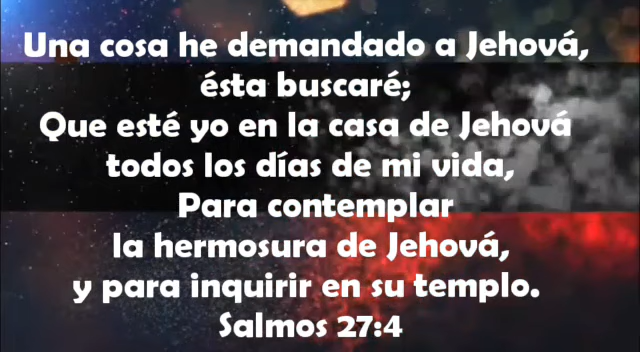 Una cosa he demandado a Jehová,
ésta buscaré;
Que esté yo en la casa de Jehová
todos los días de mi vida,
Para contemplar
la hermosura de Jehová,
y para inquirir en su templo.
Salmos 27:4